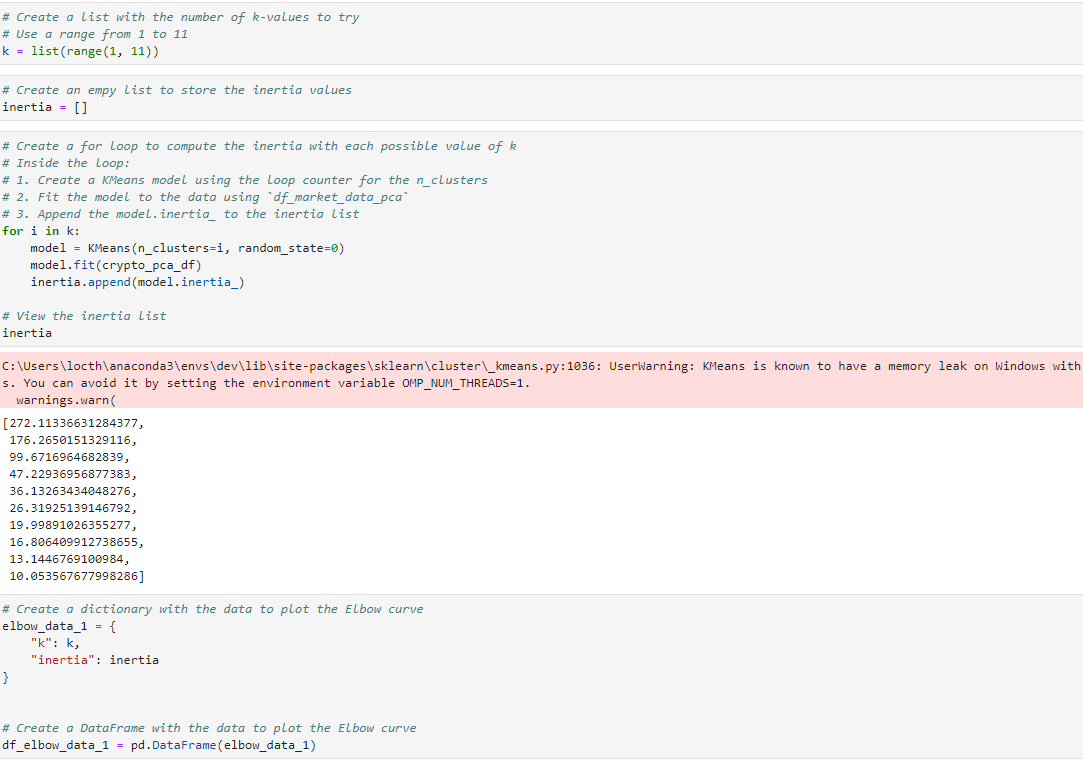 # Create a list with the number of k-values to try
# Use a range from 1 to 11
k = list(range(1, 11))
# Create an empy list to store the inertia values
inertia = []
# Create a for loop to compute the inertia with each possible value of k
# Inside the loop:
# 1. Create a KMeans model using the loop counter for the n_clusters
# 2. Fit the model to the data using `df_market_data_pca`
# 3. Append the model.inertia_ to the inertia list
for i in k:
    model = KMeans(n_clusters=i, random_state=0)
    model.fit(crypto_pca_df)
    inertia.append(model.inertia_)
# View the inertia list
inertia
C:\Users\locth\anaconda3\envs\dev\lib\site-packages\sklearn\cluster\_kmeans.py:1036: UserWarning: KMeans is known to have a memory leak on Windows with
s. You can avoid it by setting the environment variable OMP_NUM_THREADS=1.
  warnings.warn(
[272.11336631284377,
 176.2650151329116,
 99.6716964682839,
 47.22936956877383,
 36.13263434048276,
 26.31925139146792,
 19.99891026355277,
 16.806409912738655,
 13.1446769100984,
 10.053567677998286]
# Create a dictionary with the data to plot the Elbow curve
elbow_data_1 = {
    "k": k,
    "inertia": inertia
}
# Create a DataFrame with the data to plot the Elbow curve
df_elbow_data_1 = pd.DataFrame(elbow_data_1)